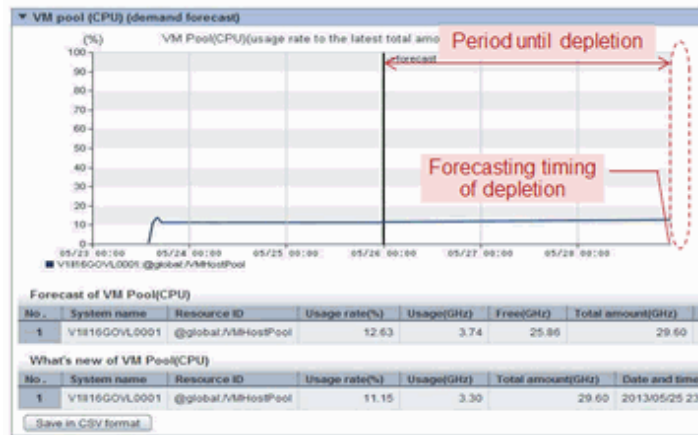 VM pool (CPU) (demand forecast)
(%)
VM Pool(CPU)(usage rate to the latest total
Period until depletion
forecast
100
90
80
70
60
50
40
30
20
10
0
Forecasting timing
of depletion
05/23 00:00 05/24 00:00 05/25 00:00 05/26 00:00 05/27 00:00 05/28 00:00
V1816GOVL0001: @global:/VMHostPool
Forecast of VM Pool(CPU)
No. System name Resource ID Usage rate(%) Usage(GHz) Free(GHz) Total amount(GHz)
1 V1816GOVL0001 @global:/VMHostPool 12.63 3.74 25.86 29.60
What's new of VM Pool(CPU)
No. System name Resource ID Usage rate(%) Usage(GHz) Total amount(GHz) Date and time
1 V1816GOVL0001 @global:/VMHostPool 11.15 3.30 29.60 2013/05/25 23
Save in CSV format